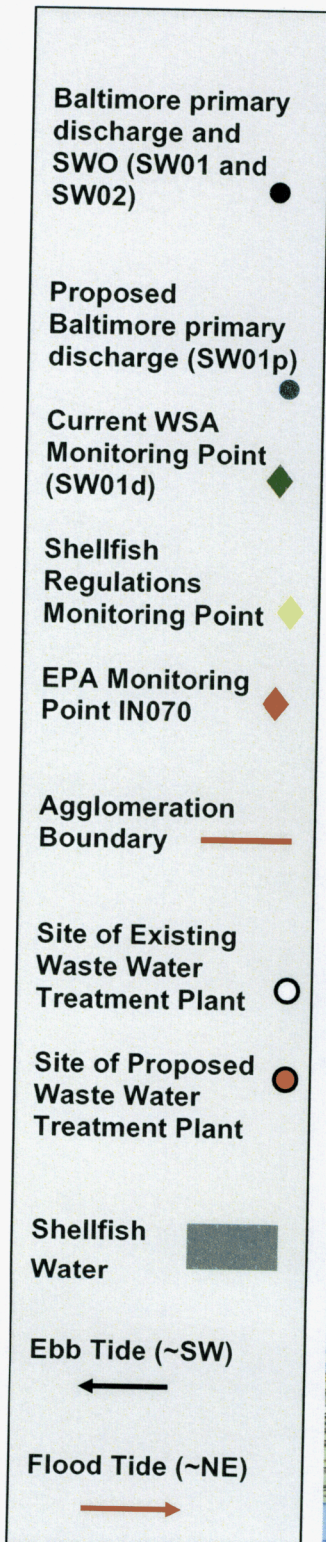 Baltimore primary
discharge and
SWO (SW01 and
SW02)
Proposed
Baltimore primary
discharge (SW01p)
Current WSA
Monitoring Point
(SW01d)
Shellfish
Regulations
Monitoring Point
EPA Monitoring
Point IN070
Agglomeration
Boundary
Site of Existing
Waste Water
Treatment Plant
Site of Proposed
Waste Water
Treatment Plant
Shellfish
Water
Ebb Tide (~SW)
Flood Tide (~NE)